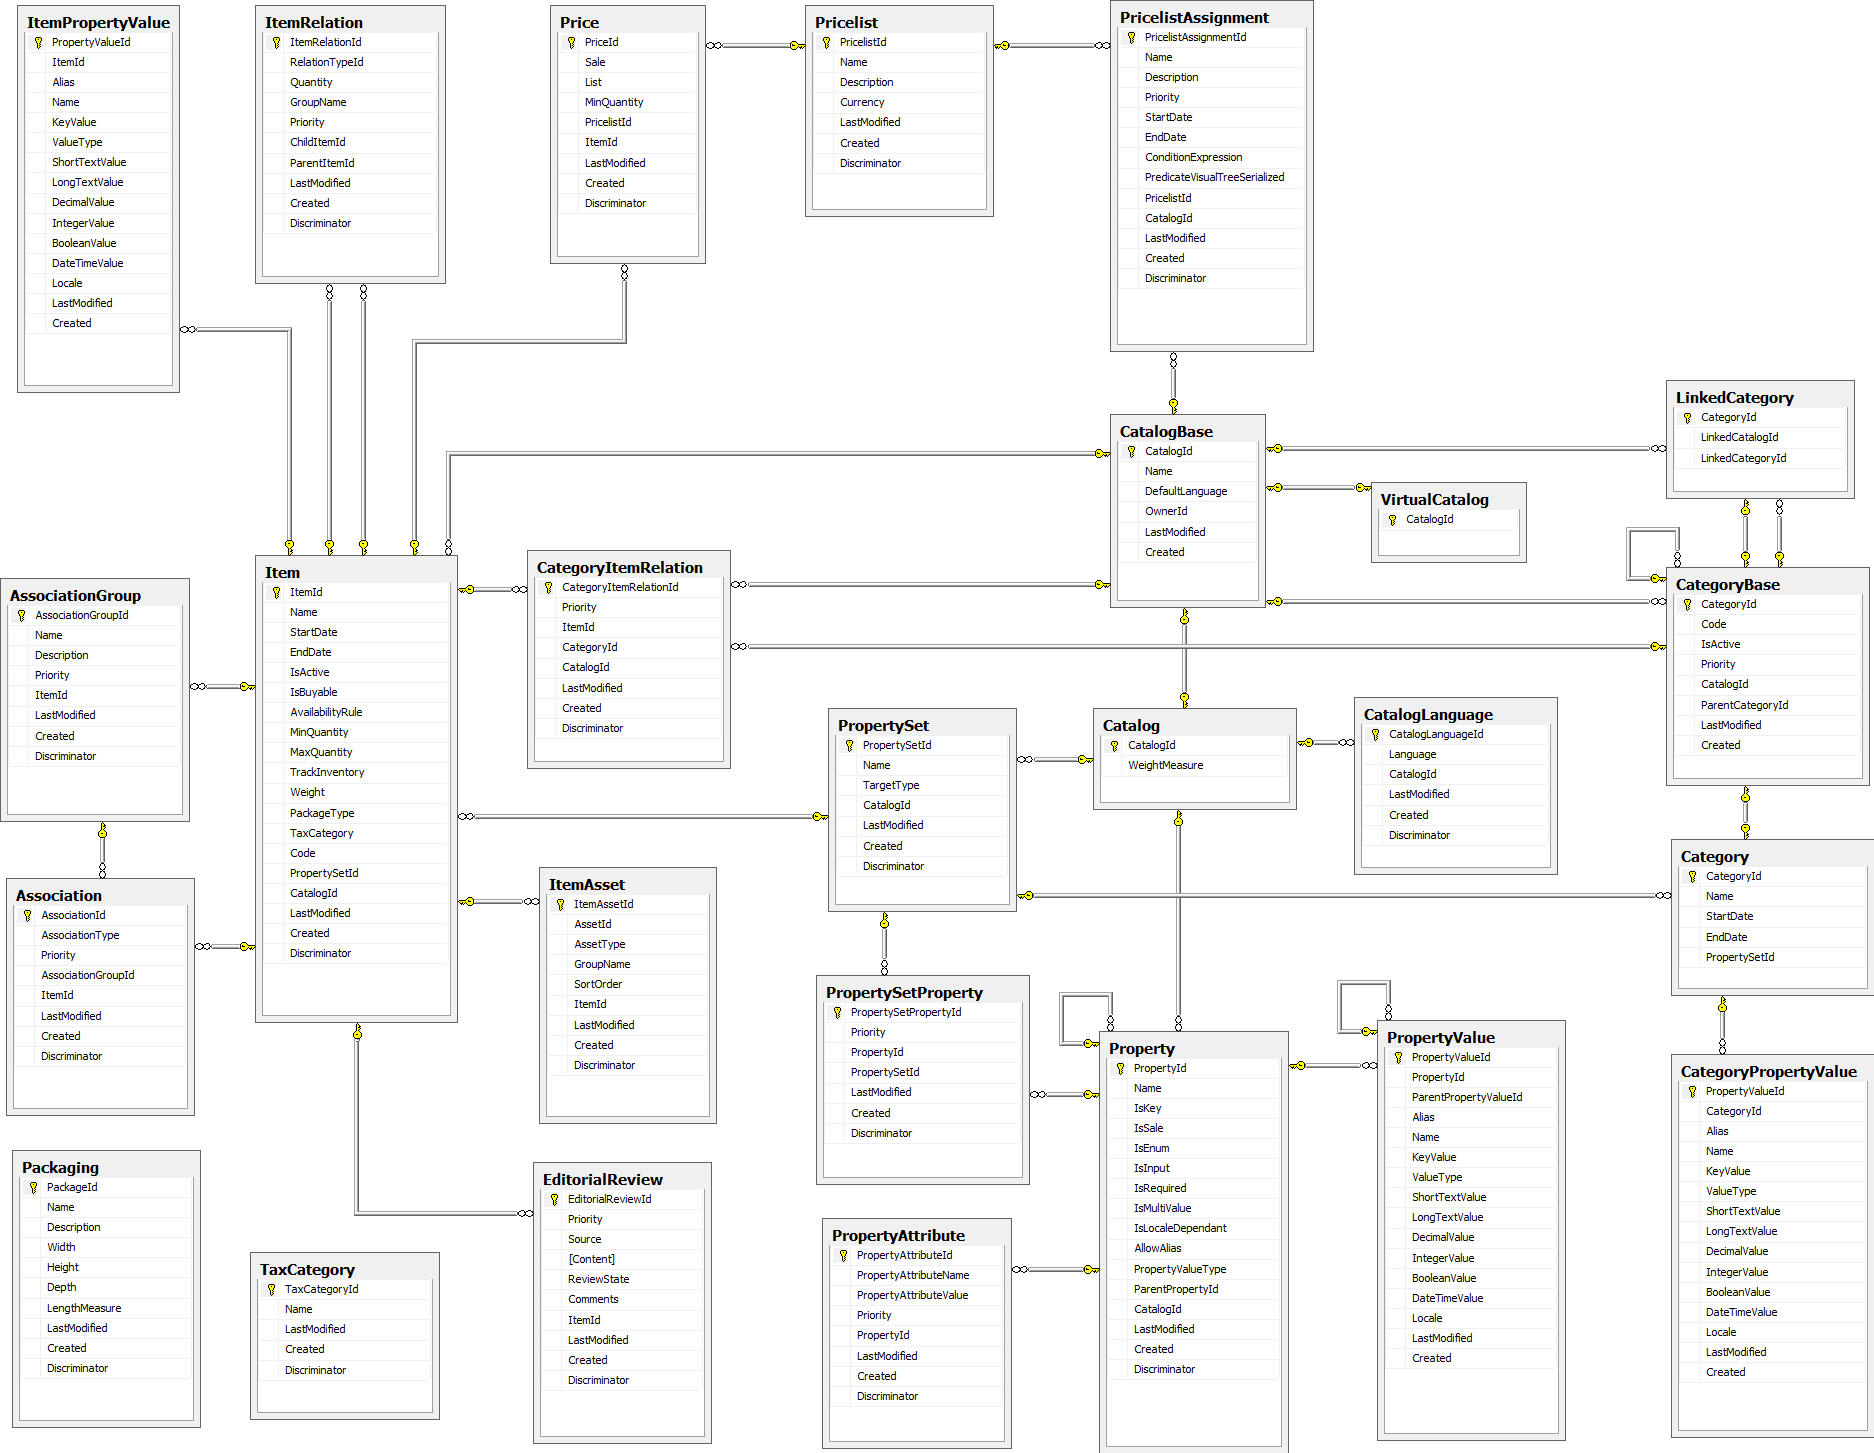 ItemPropertyValue
PropertyValueId
ItemId
Alias
Name
KeyValue
ValueType
ShortTextValue
LongTextValue
DecimalValue
IntegerValue
BooleanValue
DateTimeValue
Locale
LastModified
Created
ItemRelation
ItemRelationId
RelationTypeId
Quantity
GroupName
Priority
ChildItemId
ParentItemId
LastModified
Created
Discriminator
Price
PriceId
Sale
List
MinQuantity
PricelistId
ItemId
LastModified
Created
Discriminator
Pricelist
PricelistId
Name
Description
Currency
LastModified
Created
Discriminator
PricelistAssignment
PricelistAssignmentId
Name
Description
Priority
StartDate
EndDate
ConditionExpression
PredicateVisualTreeSerialized
PricelistId
CatalogId
LastModified
Created
Discriminator
LinkedCategory
CategoryId
LinkedCatalogId
LinkedCategoryId
CatalogBase
CatalogId
Name
DefaultLanguage
OwnerId
LastModified
Created
VirtualCatalog
CatalogId
AssociationGroup
AssociationGroupId
Name
Description
Priority
ItemId
LastModified
Created
Discriminator
Item
ItemId
Name
StartDate
EndDate
IsActive
IsBuyable
AvailabilityRule
MinQuantity
MaxQuantity
TrackInventory
Weight
PackageType
TaxCategory
Code
PropertySetId
CatalogId
LastModified
Created
Discriminator
CategoryItemRelation
CategoryItemRelationId
Priority
ItemId
CategoryId
CatalogId
LastModified
Created
Discriminator
CategoryBase
CategoryId
Code
IsActive
Priority
CatalogId
ParentCategoryId
LastModified
Created
PropertySet
PropertySetId
Name
TargetType
CatalogId
LastModified
Created
Discriminator
Catalog
CatalogId
WeightMeasure
CatalogLanguage
CatalogLanguageId
Language
CatalogId
LastModified
Created
Discriminator
Association
AssociationId
AssociationType
Priority
AssociationGroupId
ItemId
LastModified
Created
Discriminator
ItemAsset
ItemAssetId
AssetId
AssetType
GroupName
SortOrder
ItemId
LastModified
Created
Discriminator
Category
CategoryId
Name
StartDate
EndDate
PropertySetId
PropertySetProperty
PropertySetPropertyId
Priority
PropertyId
PropertySetId
LastModified
Created
Discriminator
Property
PropertyId
Name
IsKey
IsSale
IsEnum
IsInput
IsRequired
IsMultiValue
IsLocaleDependant
AllowAlias
PropertyValueType
ParentPropertyId
CatalogId
LastModified
Created
Discriminator
PropertyValue
PropertyValueId
PropertyId
ParentPropertyValueId
Alias
Name
KeyValue
ValueType
ShortTextValue
LongTextValue
DecimalValue
IntegerValue
BooleanValue
DateTimeValue
Locale
LastModified
Created
CategoryPropertyValue
PropertyValueId
CategoryId
Alias
Name
KeyValue
ValueType
ShortTextValue
LongTextValue
DecimalValue
IntegerValue
BooleanValue
DateTimeValue
Locale
LastModified
Created
Packaging
PackageId
Name
Description
Width
Height
Depth
LengthMeasure
LastModified
Created
Discriminator
TaxCategory
TaxCategoryId
Name
LastModified
Created
Discriminator
EditorialReview
EditorialReviewId
Priority
Source
[Content]
ReviewState
Comments
ItemId
LastModified
Created
Discriminator
PropertyAttribute
PropertyAttributeId
PropertyAttributeName
PropertyAttributeValue
Priority
PropertyId
LastModified
Created
Discriminator